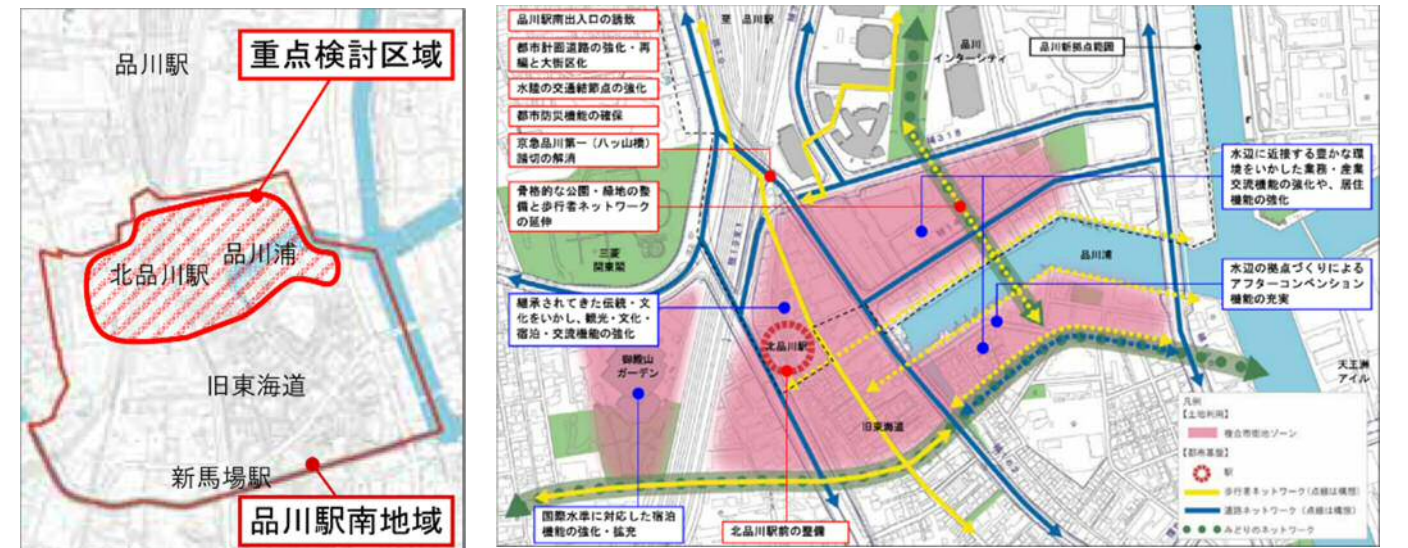 品川駅
重点検討区域
品川浦
北品川駅
旧東海道
新馬場駅
品川駅南地域
品川駅南出入口の誘致
都市計画道路の強化・再
編と大街区化
水陸の交通結節点の強化
都市防災機能の確保
京急品川第一(八ッ山橋)
踏切の解消
骨格的な公園・緑地の整
備と歩行者ネットワーク
の延伸
至 品川駅
品川
インターシティ
品川新拠点範囲
補318
水辺に近接する豊かな環
境をいかした業務・産業
交流機能の強化や、居住
機能の強化
三菱
関東閣
品川浦
水辺の拠点づくりによる
アフターコンベンション
機能の充実
継承されてきた伝統・文
化をいかし、観光・文化・
宿泊・交流機能の強化
北品川駅
御殿山
ガーデン
天王洲
アイル
旧東海道
補162
国際水準に対応した宿泊
機能の強化・拡充
北品川駅前の整備
凡例
【土地利用】
複合市街地ゾーン
【都市基盤】
駅
歩行者ネットワーク(点線は構想)
道路ネットワーク(点線は構想)
みどりのネットワーク